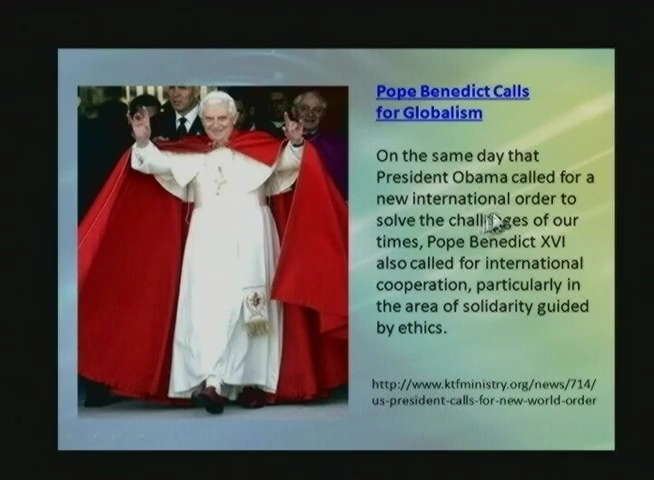 Pope Benedict Calls
for Globalism
On the same day that
President Obama called for a
new international order to
solve the challenges of our
times, Pope Benedict XVI
also called for international
cooperation, particularly in
the area of solidarity guided
by ethics.
http://www.ktfministry.org/news/714/
us-president-calls-for-new-world-order